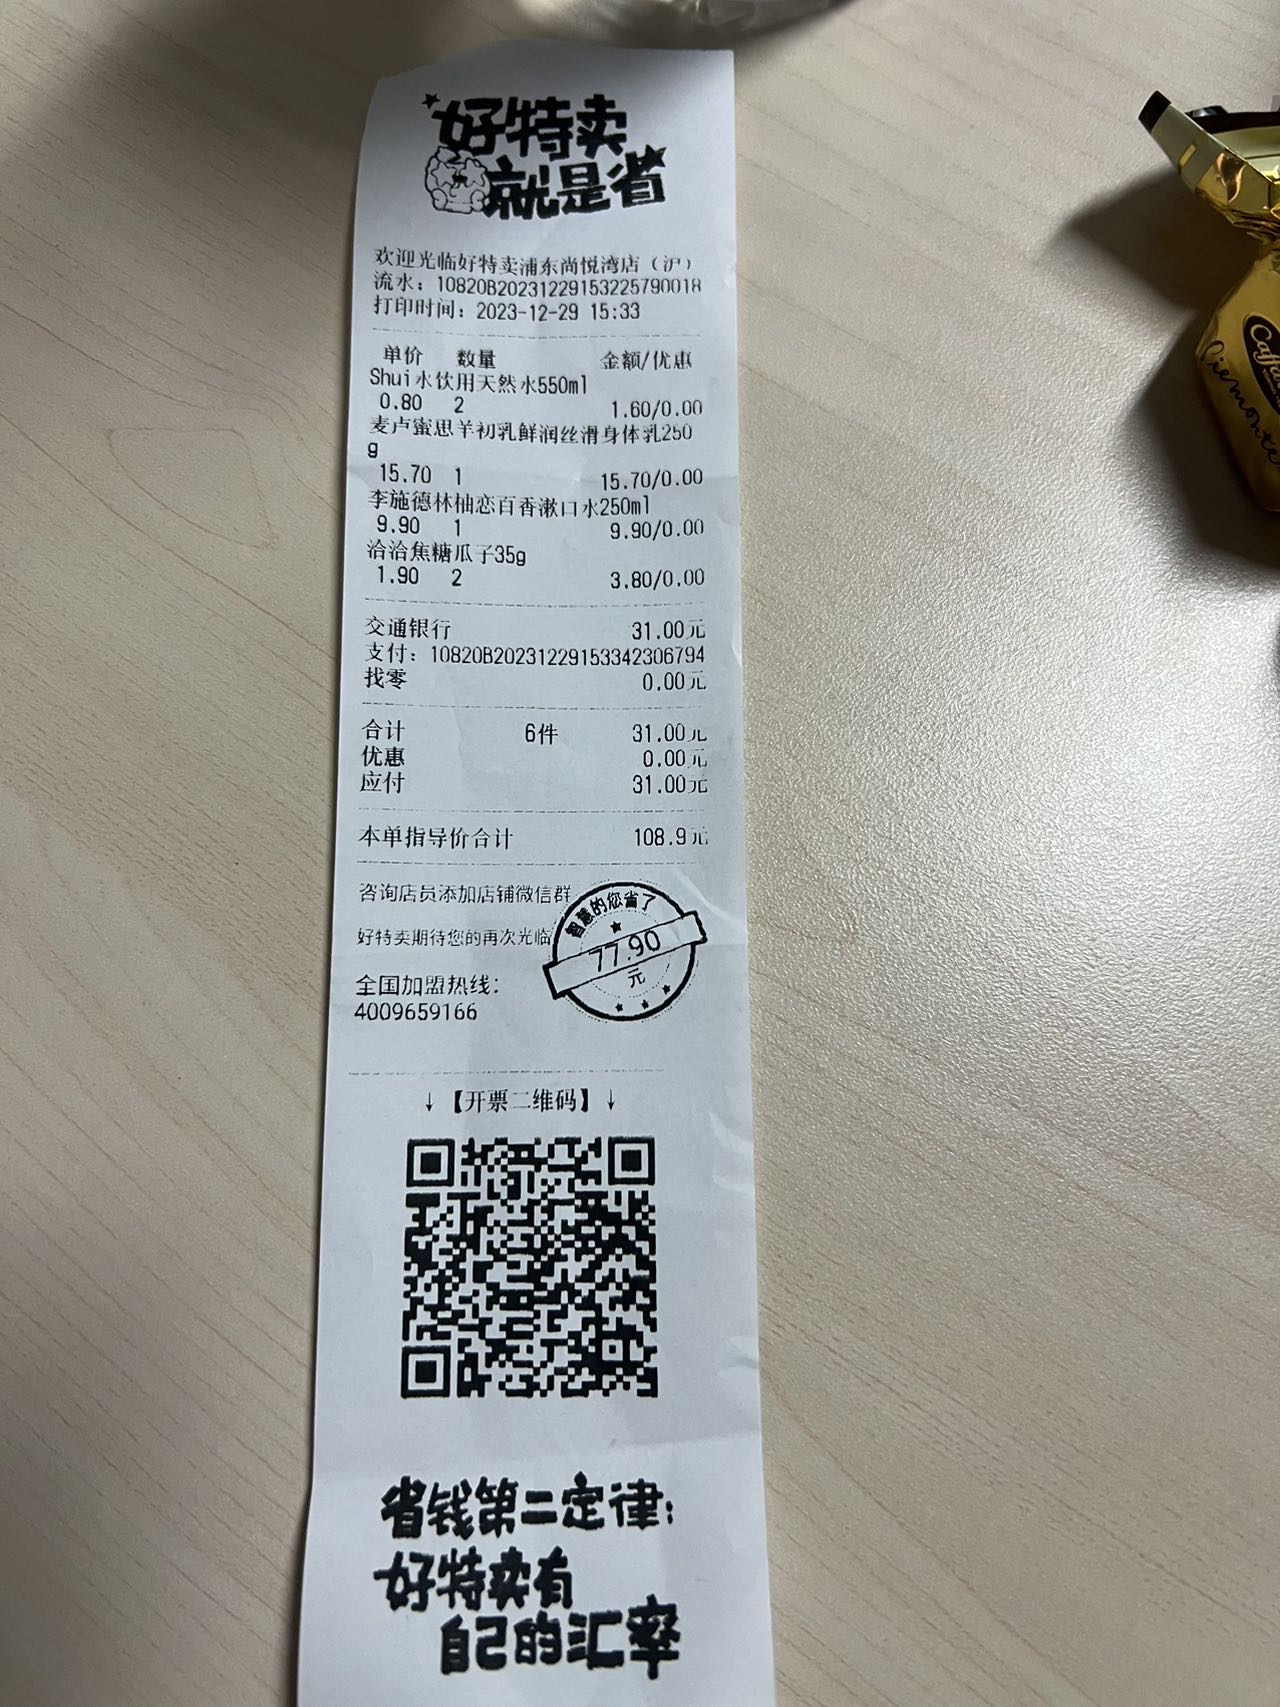 好特卖
就是省
欢迎光临好特卖浦东尚悦湾店（沪）
流水：10820B20231229153225790018
打印时间：2023-12-29 15:33
单价 数量 金额/优惠
Shui水饮用天然水550ml
0.80 2 1.60/0.00
麦卢蜜思羊初乳鲜润丝滑身体乳250
g
15.70 1 15.70/0.00
李施德林柚恋百香漱口水250ml
9.90 1 9.90/0.00
洽洽焦糖瓜子35g
1.90 2 3.80/0.00
交通银行 31.00元
支付：10820B20231229153342306794
找零 0.00元
合计 6件 31.00元
优惠 0.00元
应付 31.00元
本单指导价合计 108.9元
咨询店员添加店铺微信群
好特卖期待您的再次光临
智慧的您省了
77.90
元
全国加盟热线：
4009659166
↓【开票二维码】↓
省钱第二定律：
好特卖有
自己的汇率
Piemonte